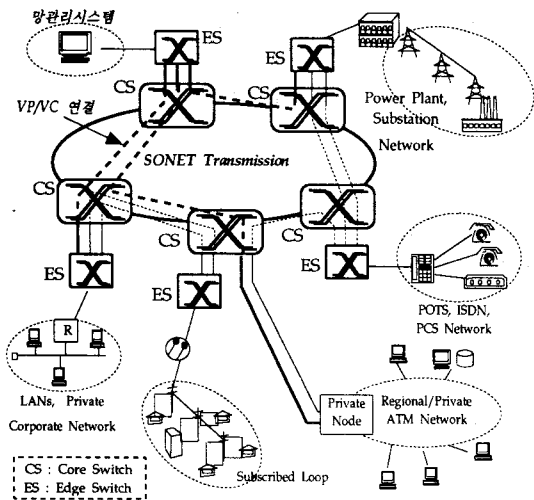 망관리시스템
ES
ES
CS
CS
Power Plant,
Substation
Network
VP/VC 연결
SONET Transmission
CS
CS
CS
ES
ES
ES
POTS, ISDN,
PCS Network
R
LANs, Private
Corporate Network
Private
Node
Regional/Private
ATM Network
Subscribed Loop
CS : Core Switch
ES : Edge Switch